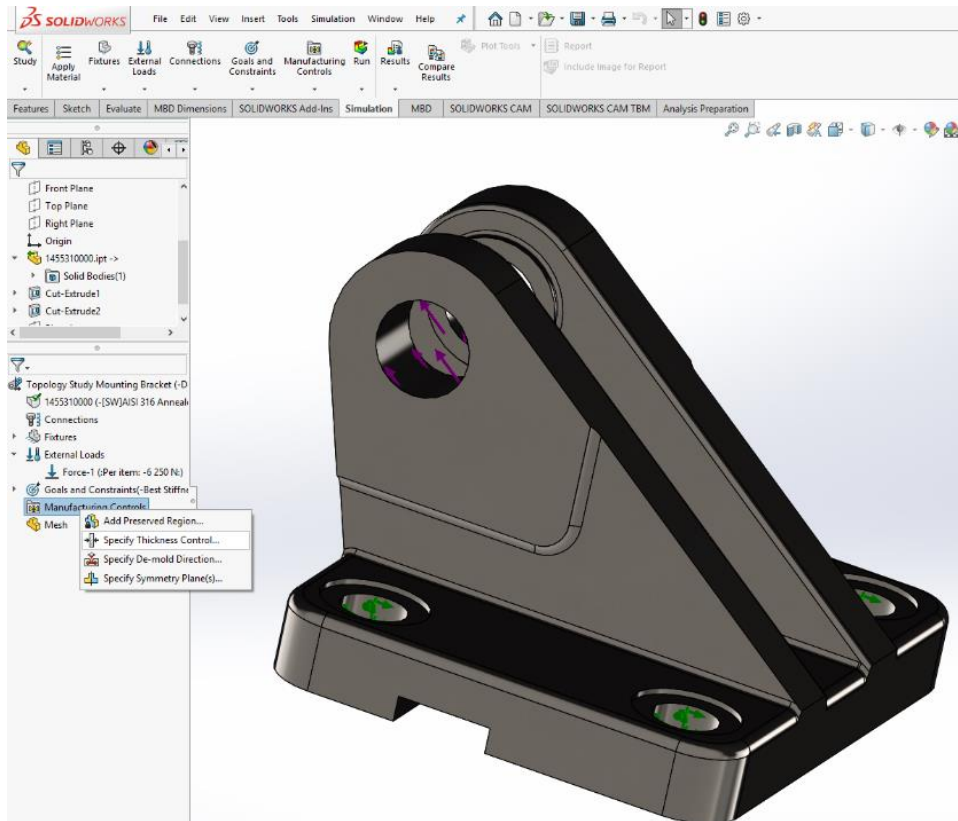 SOLIDWORKS File Edit View Insert Tools Simulation Window Help
Study
Apply Material
Fixtures
External Loads
Connections
Goals and Constraints
Manufacturing Controls
Run
Results
Compare Results
Plot Tools
Report
Include Image for Report
Features Sketch Evaluate MBD Dimensions SOLIDWORKS Add-Ins Simulation MBD SOLIDWORKS CAM SOLIDWORKS CAM TBM Analysis Preparation
Front Plane
Top Plane
Right Plane
Origin
1455310000.ipt ->
Solid Bodies(1)
Cut-Extrude1
Cut-Extrude2
Topology Study Mounting Bracket (-D
1455310000 (-[SW]AISI 316 Anneal
Connections
Fixtures
External Loads
Force-1 (:Per item: -6 250 N:)
Goals and Constraints(-Best Stiffn
Manufacturing Controls
Mesh
Add Preserved Region...
Specify Thickness Control...
Specify De-mold Direction...
Specify Symmetry Plane(s)...